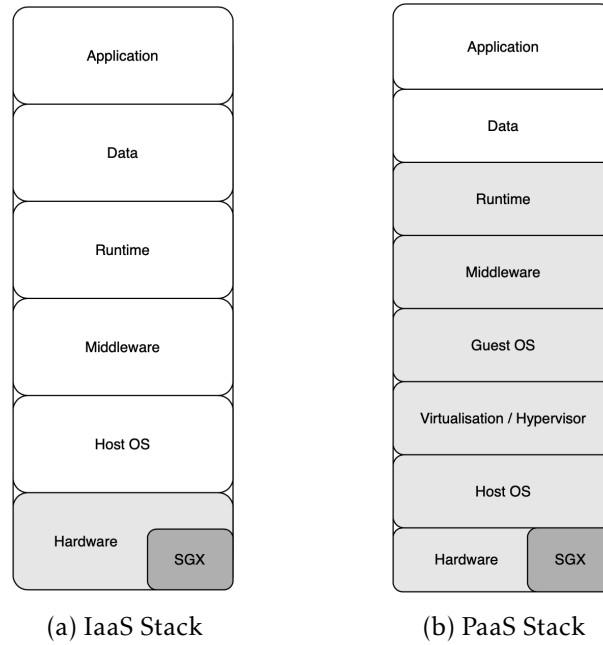 Application
Data
Runtime
Middleware
Host OS
Hardware
SGX
(a) IaaS Stack
Application
Data
Runtime
Middleware
Guest OS
Virtualisation / Hypervisor
Host OS
Hardware
SGX
(b) PaaS Stack